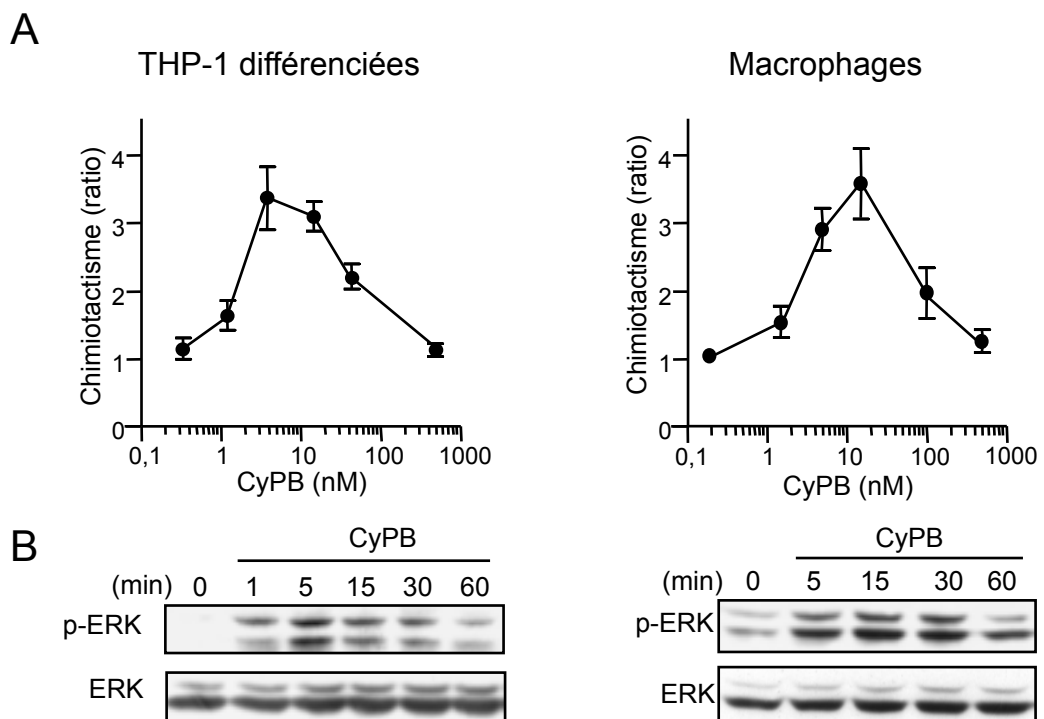 A
THP-1 différenciées
Macrophages
Chimiotactisme (ratio)
4
3
2
1
0
0,1
1
10
100
1000
CyPB (nM)
Chimiotactisme (ratio)
4
3
2
1
0
0,1
1
10
100
1000
CyPB (nM)
B
CyPB
(min) 0 1 5 15 30 60
p-ERK
ERK
CyPB
(min) 0 5 15 30 60
p-ERK
ERK